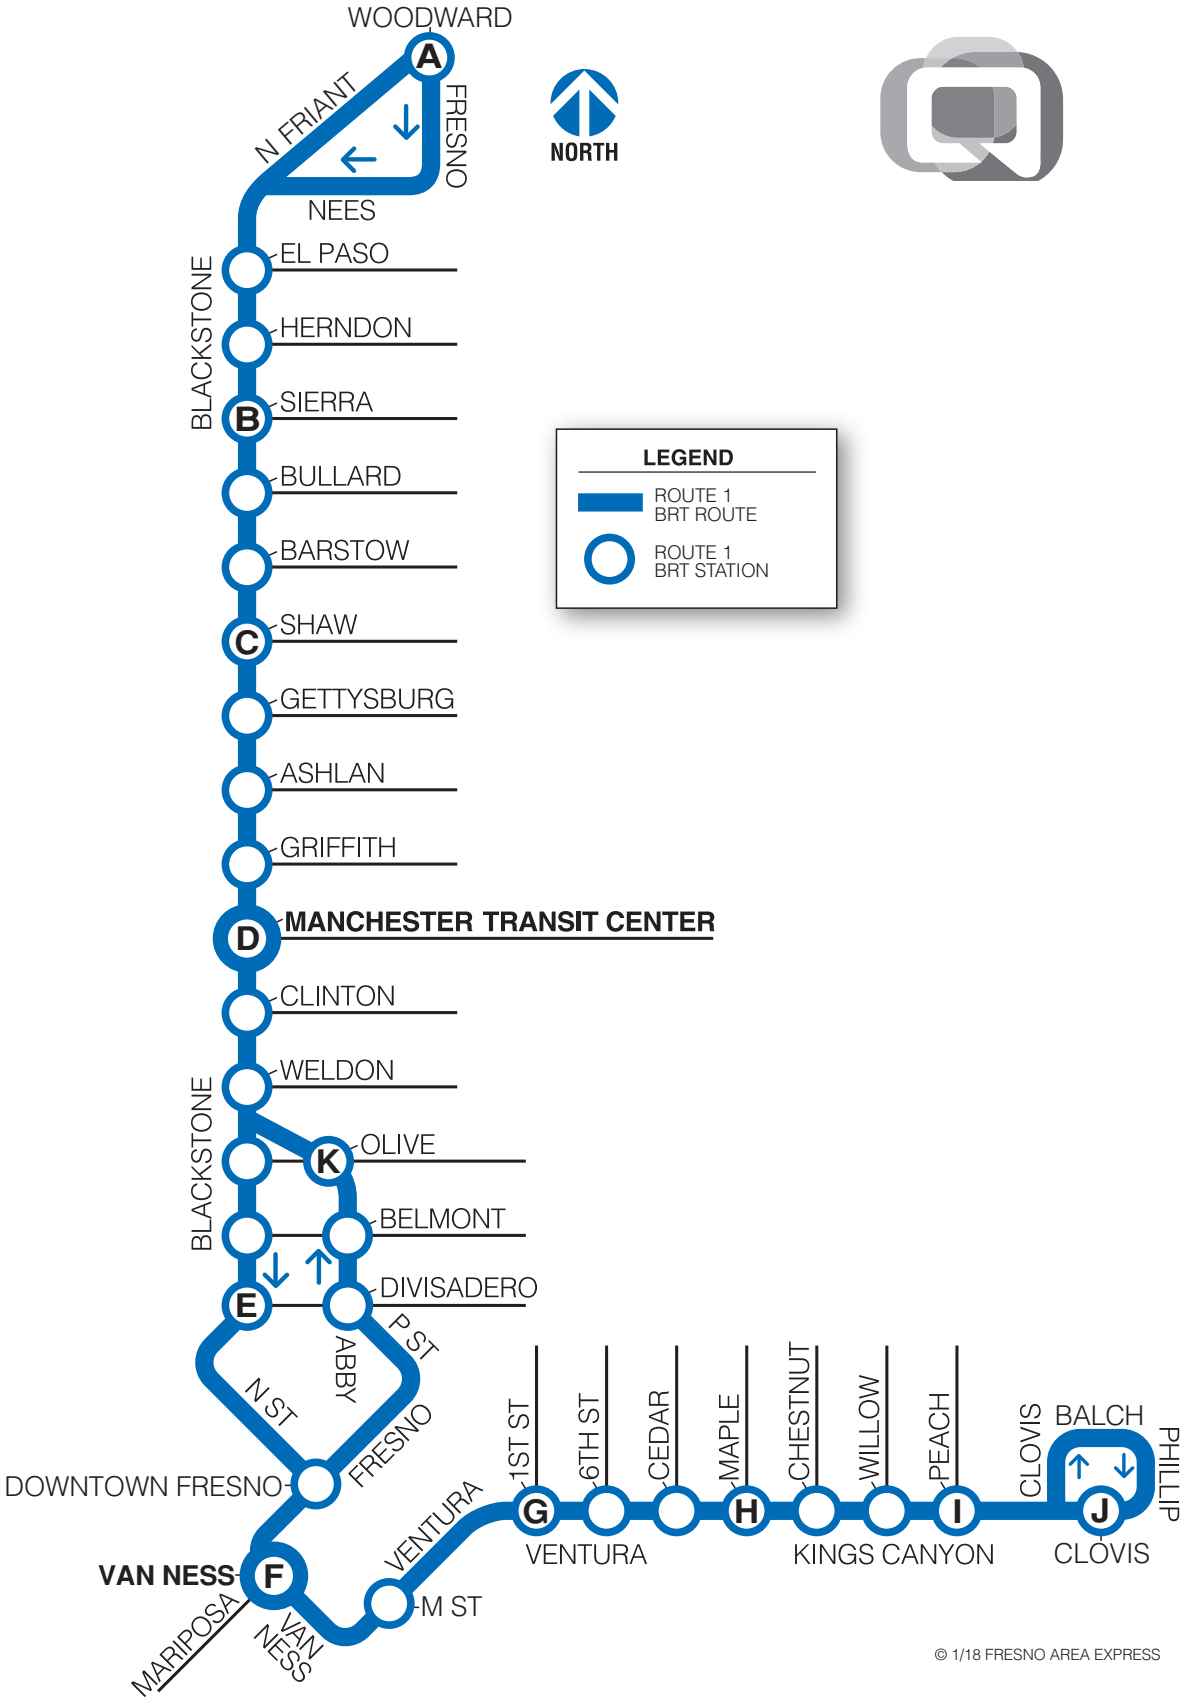 WOODWARD
A
N FRIANT
FRESNO
NORTH
NEES
BLACKSTONE
EL PASO
HERNDON
B
SIERRA
BULLARD
LEGEND
ROUTE 1
BRT ROUTE
ROUTE 1
BRT STATION
BARSTOW
C
SHAW
GETTYSBURG
ASHLAN
GRIFFITH
D
MANCHESTER TRANSIT CENTER
CLINTON
WELDON
BLACKSTONE
K
OLIVE
BELMONT
E
DIVISADERO
P ST
ABBY
N ST
FRESNO
DOWNTOWN FRESNO
VAN NESS
F
MARIPOSA
VAN
NESS
M ST
VENTURA
1ST ST
6TH ST
CEDAR
MAPLE
CHESTNUT
WILLOW
PEACH
CLOVIS
BALCH
PHILLIP
G
H
I
J
VENTURA
KINGS CANYON
CLOVIS
© 1/18 FRESNO AREA EXPRESS